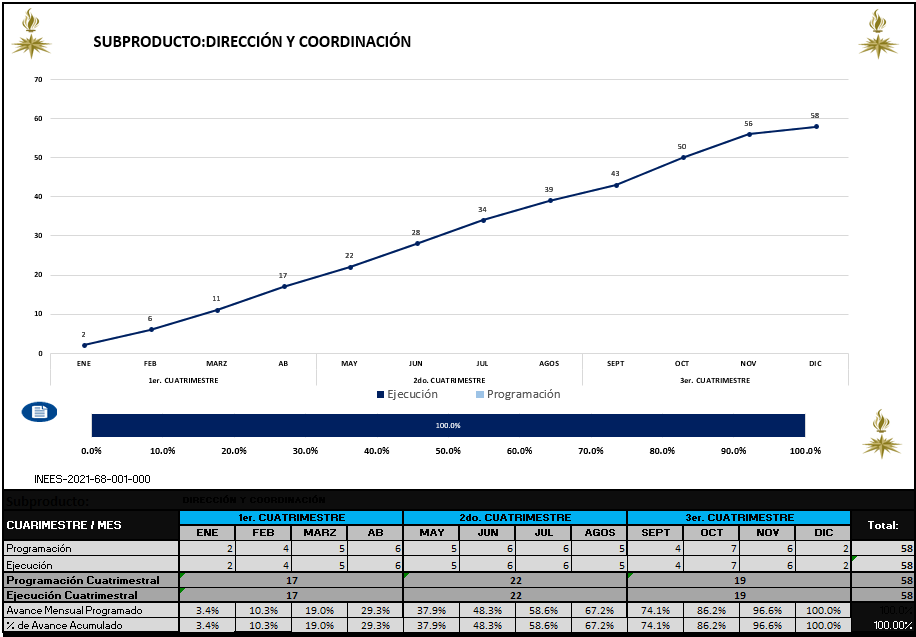 SUBPRODUCTO:DIRECCIÓN Y COORDINACIÓN
70
60
50
40
30
20
10
0
2
6
11
17
22
28
34
39
43
50
56
58
ENE FEB MARZ AB MAY JUN JUL AGOS SEPT OCT NOV DIC
1er. CUATRIMESTRE 2do. CUATRIMESTRE 3er. CUATRIMESTRE
Ejecución Programación
100.0%
0.0% 10.0% 20.0% 30.0% 40.0% 50.0% 60.0% 70.0% 80.0% 90.0% 100.0%
INEES-2021-68-001-000
Subproducto: DIRECCIÓN Y COORDINACIÓN
CUARIMESTRE / MES 1er. CUATRIMESTRE 2do. CUATRIMESTRE 3er. CUATRIMESTRE Total:
ENE FEB MARZ AB MAY JUN JUL AGOS SEPT OCT NOV DIC
Programación 2 4 5 6 5 6 6 5 4 7 6 2 58
Ejecución 2 4 5 6 5 6 6 5 4 7 6 2 58
Programación Cuatrimestral 17 22 19 58
Ejecución Cuatrimestral 17 22 19 58
Avance Mensual Programado 3.4% 10.3% 19.0% 29.3% 37.9% 48.3% 58.6% 67.2% 74.1% 86.2% 96.6% 100.0% 100.0%
% de Avance Acumulado 3.4% 10.3% 19.0% 29.3% 37.9% 48.3% 58.6% 67.2% 74.1% 86.2% 96.6% 100.0% 100.00%